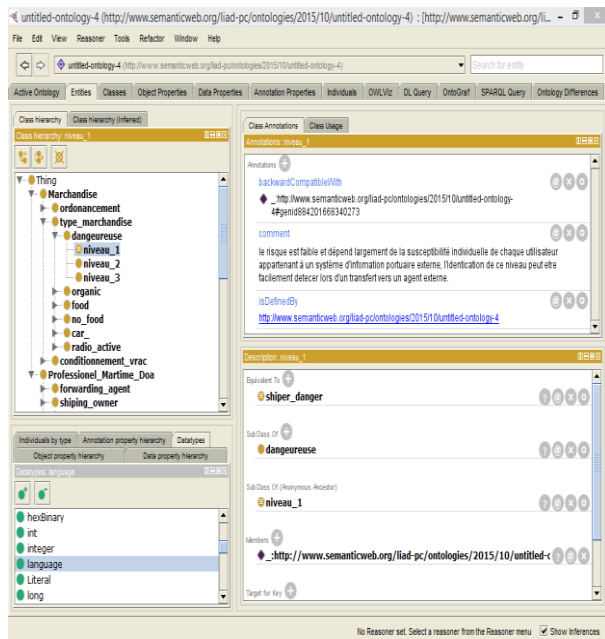 untitled-ontology-4 (http://www.semanticweb.org/liad-pc/ontologies/2015/10/untitled-ontology-4) : [http://www.semanticweb.org/li...
File Edit View Reasoner Tools Refactor Window Help
untitled-ontology-4 (http://www.semanticweb.org/liad-pc/ontologies/2015/10/untitled-ontology-4)
Search for entity
Active Ontology Entities Classes Object Properties Data Properties Annotation Properties Individuals OWLViz DL Query OntoGraf SPARQL Query Ontology Differences
Class hierarchy Class hierarchy (inferred)
Class hierarchy: niveau_1
Thing
Marchandise
ordonancement
type_marchandise
dangeureuse
niveau_1
niveau_2
niveau_3
organic
food
no_food
car_
radio_active
conditionnement_vrac
Professionel_Martime_Doa
forwarding_agent
shiping_owner
Individuals by type Annotation property hierarchy Datatypes
Object property hierarchy Data property hierarchy
Datatypes: language
hexBinary
int
integer
language
Literal
long
Class Annotations Class Usage
Annotations: niveau_1
Annotations
backwardCompatibleWith
_:http://www.semanticweb.org/liad-pc/ontologies/2015/10/untitled-ontology-
4#genid884201668340273
comment
le risque est faible et dépend largement de la susceptibilité individuelle de chaque utilisateur
appartenant à un système d'infomation portuaire externe, l'identication de ce niveau peut etre
facilement detecer lors d'un transfert vers un agent externe.
isDefinedBy
http://www.semanticweb.org/liad-pc/ontologies/2015/10/untitled-ontology-4
Description: niveau_1
Equivalent To
shiper_danger
SubClass Of
dangeureuse
SubClass Of (Anonymous Ancestor)
niveau_1
Members
_:http://www.semanticweb.org/liad-pc/ontologies/2015/10/untitled-c
Target for Key
No Reasoner set. Select a reasoner from the Reasoner menu Show Inferences